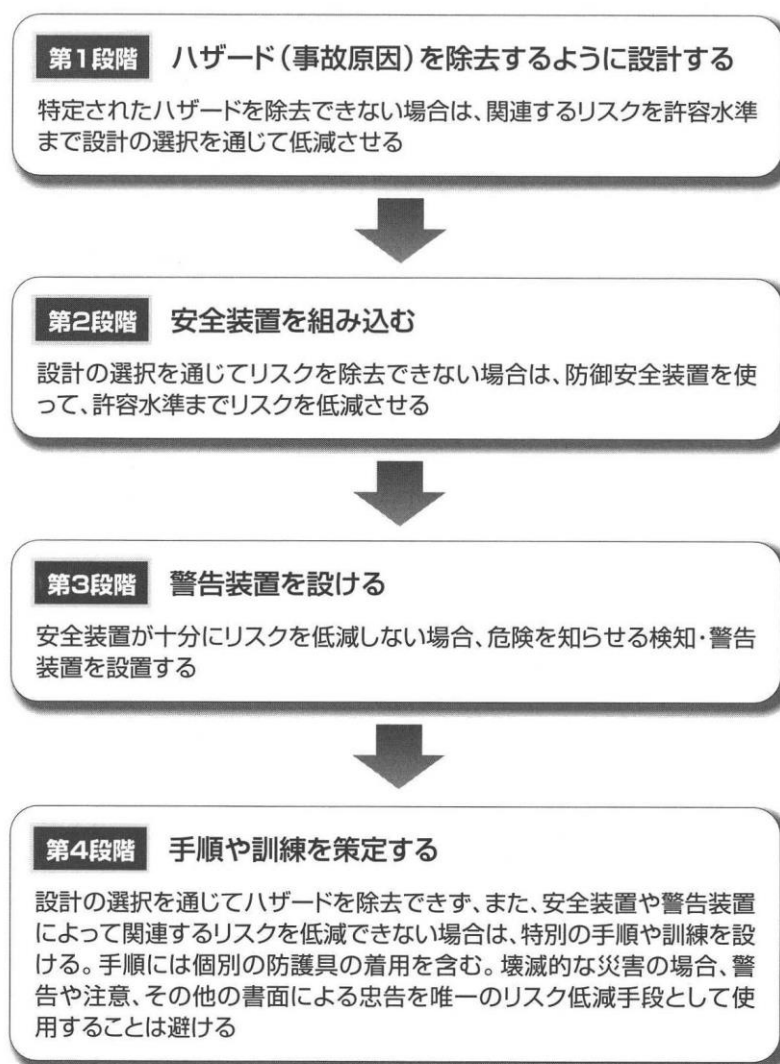 第1段階 ハザード(事故原因)を除去するように設計する
特定されたハザードを除去できない場合は、関連するリスクを許容水準
まで設計の選択を通じて低減させる
第2段階 安全装置を組み込む
設計の選択を通じてリスクを除去できない場合は、防御安全装置を使
って、許容水準までリスクを低減させる
第3段階 警告装置を設ける
安全装置が十分にリスクを低減しない場合、危険を知らせる検知・警告
装置を設置する
第4段階 手順や訓練を策定する
設計の選択を通じてハザードを除去できず、また、安全装置や警告装置
によって関連するリスクを低減できない場合は、特別の手順や訓練を設
ける。手順には個別の防護具の着用を含む。壊滅的な災害の場合、警
告や注意、その他の書面による忠告を唯一のリスク低減手段として使
用することは避ける